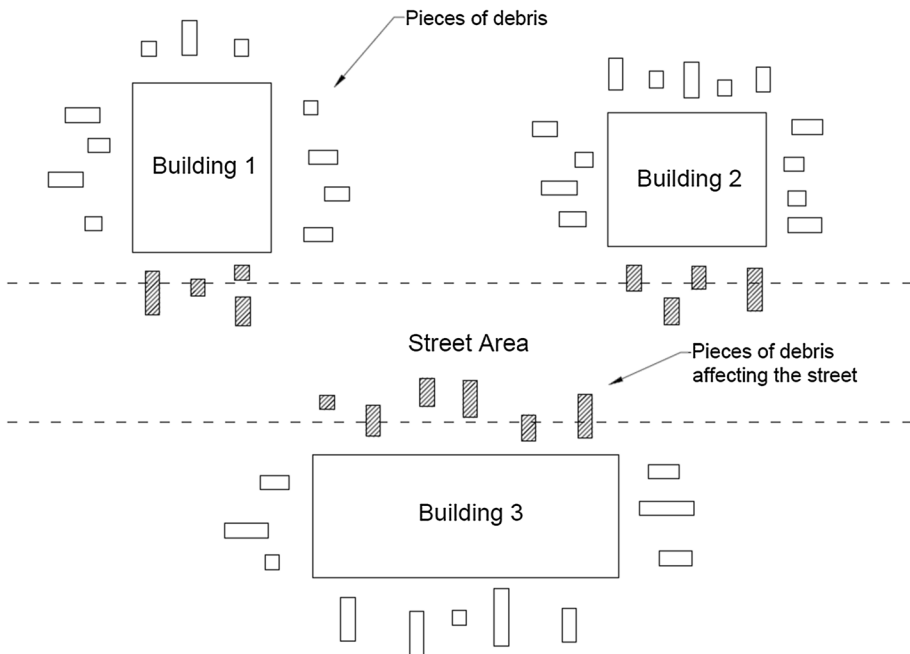 Pieces of debris
Building 1
Building 2
Street Area
Pieces of debris
affecting the street
Building 3